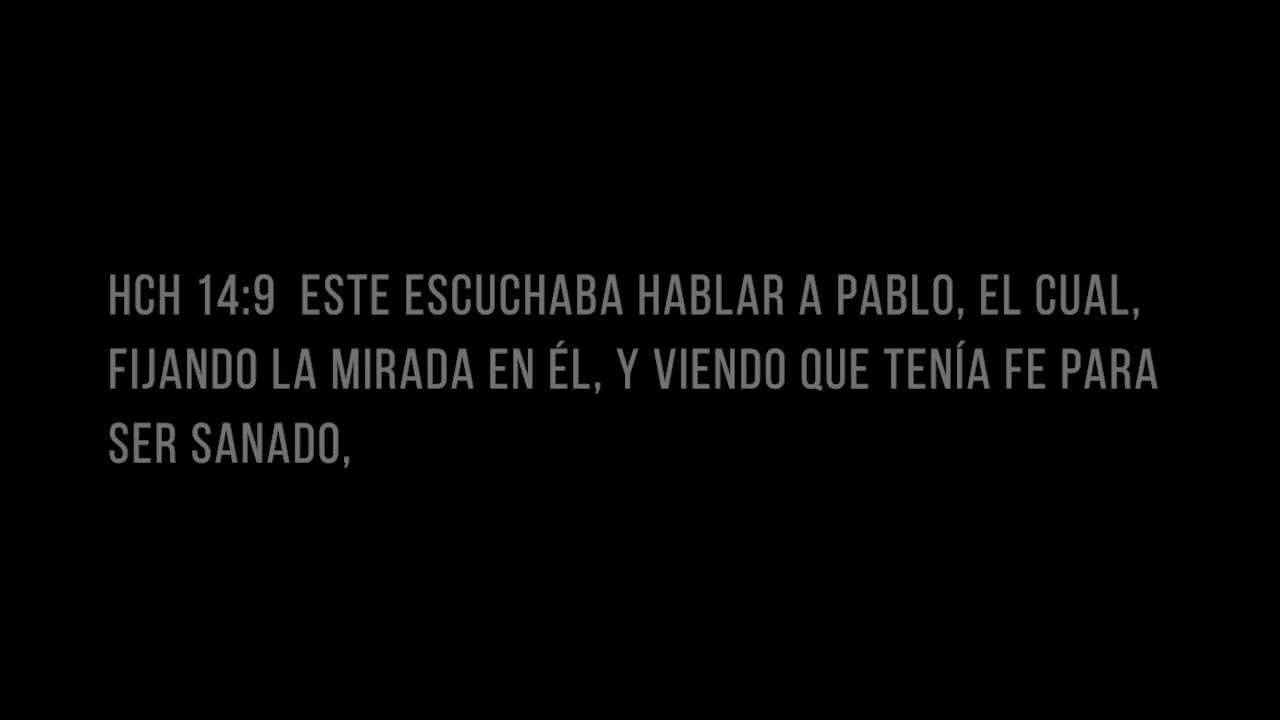 HCH 14:9  ESTE ESCUCHABA HABLAR A PABLO, EL CUAL,
FIJANDO LA MIRADA EN ÉL, Y VIENDO QUE TENÍA FE PARA
SER SANADO,